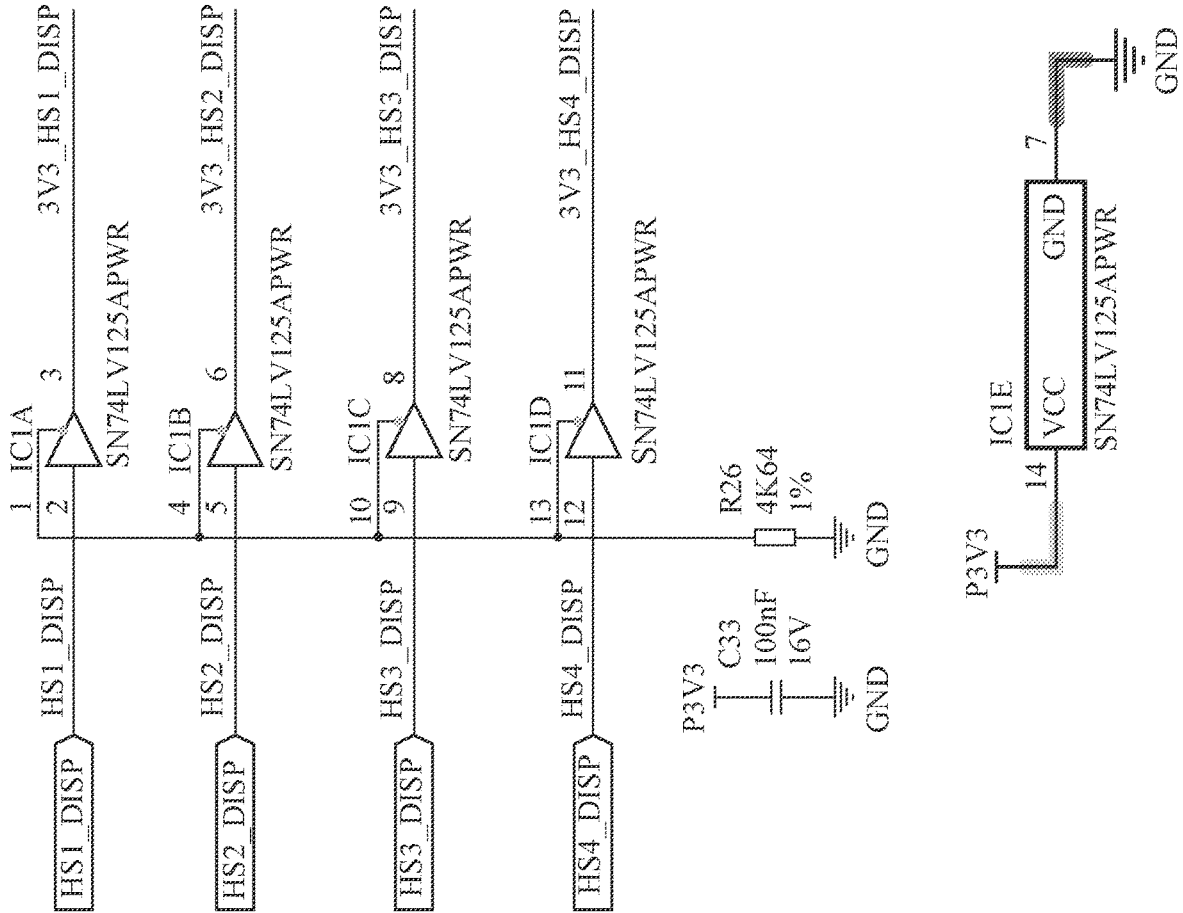 HS1_DISP
HS1_DISP
1
2
IC1A
3
SN74LV125APWR
3V3_HS1_DISP
HS2_DISP
HS2_DISP
4
5
IC1B
6
SN74LV125APWR
3V3_HS2_DISP
HS3_DISP
HS3_DISP
10
9
IC1C
8
SN74LV125APWR
3V3_HS3_DISP
HS4_DISP
HS4_DISP
13
12
IC1D
11
SN74LV125APWR
3V3_HS4_DISP
P3V3
C33
100nF
16V
GND
R26
4K64
1%
GND
P3V3
14
IC1E
VCC
GND
SN74LV125APWR
7
GND